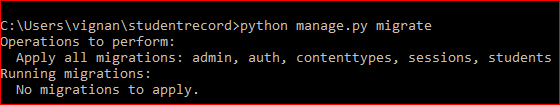 C:\Users\vignan\studentrecord>python manage.py migrate
Operations to perform:
  Apply all migrations: admin, auth, contenttypes, sessions, students
Running migrations:
  No migrations to apply.